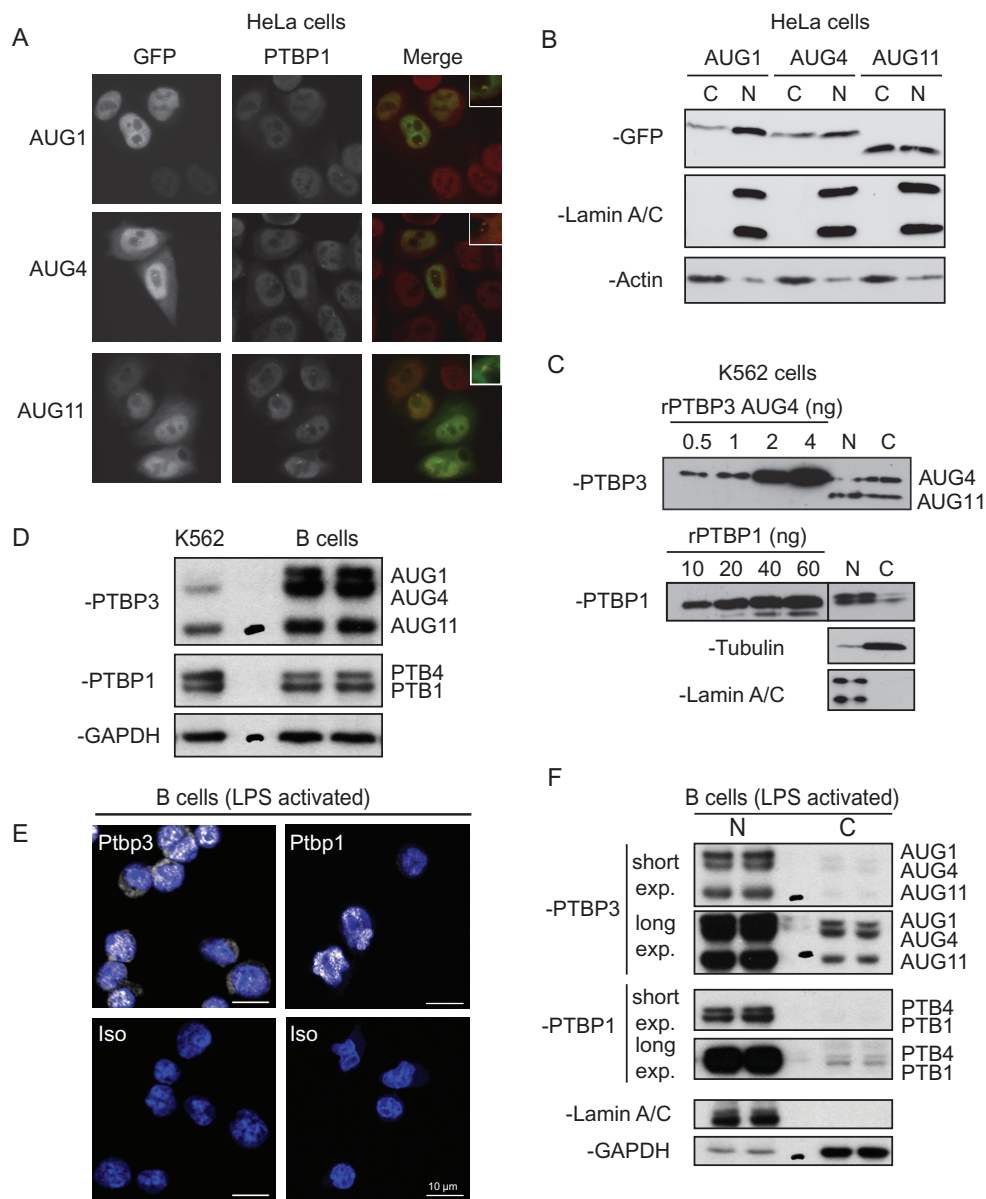 A
HeLa cells
GFP PTBP1 Merge
AUG1
AUG4
AUG11
B
HeLa cells
AUG1 AUG4 AUG11
C N C N C N
-GFP
-Lamin A/C
-Actin
C
K562 cells
rPTBP3 AUG4 (ng)
0.5 1 2 4 N C
-PTBP3
AUG4
AUG11
rPTBP1 (ng)
10 20 40 60 N C
-PTBP1
-Tubulin
-Lamin A/C
D
K562 B cells
-PTBP3
AUG1
AUG4
AUG11
-PTBP1
PTB4
PTB1
-GAPDH
E
B cells (LPS activated)
Ptbp3 Ptbp1
Iso Iso
10 µm
F
B cells (LPS activated)
N C
-PTBP3
short
exp.
AUG1
AUG4
AUG11
long
exp.
AUG1
AUG4
AUG11
-PTBP1
short
exp.
PTB4
PTB1
long
exp.
PTB4
PTB1
-Lamin A/C
-GAPDH